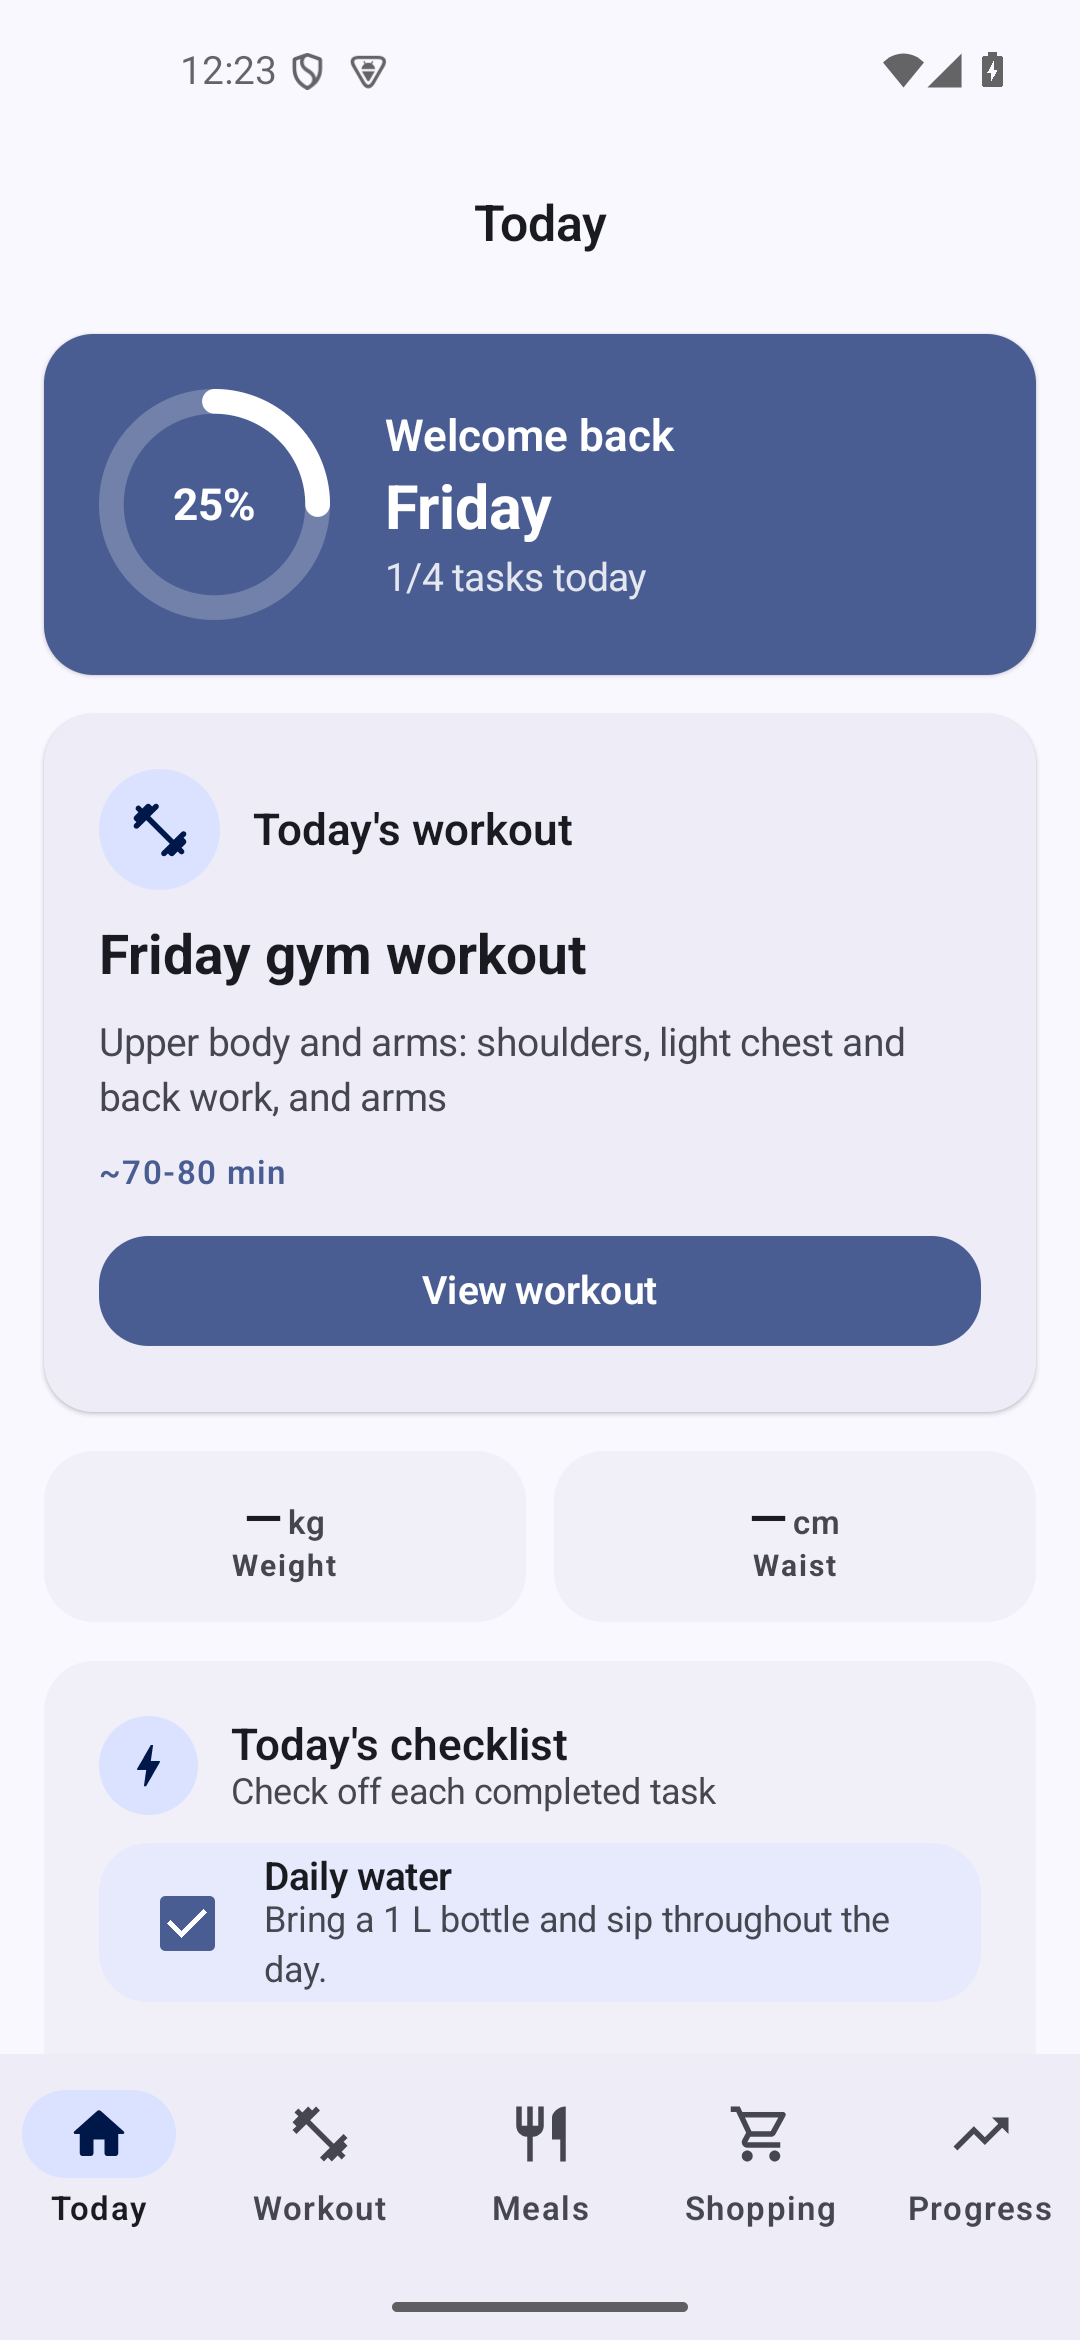 12:23
Today
25%
Welcome back
Friday
1/4 tasks today
Today's workout
Friday gym workout
Upper body and arms: shoulders, light chest and
back work, and arms
~70-80 min
View workout
— kg
Weight
— cm
Waist
Today's checklist
Check off each completed task
Daily water
Bring a 1 L bottle and sip throughout the
day.
Today
Workout
Meals
Shopping
Progress